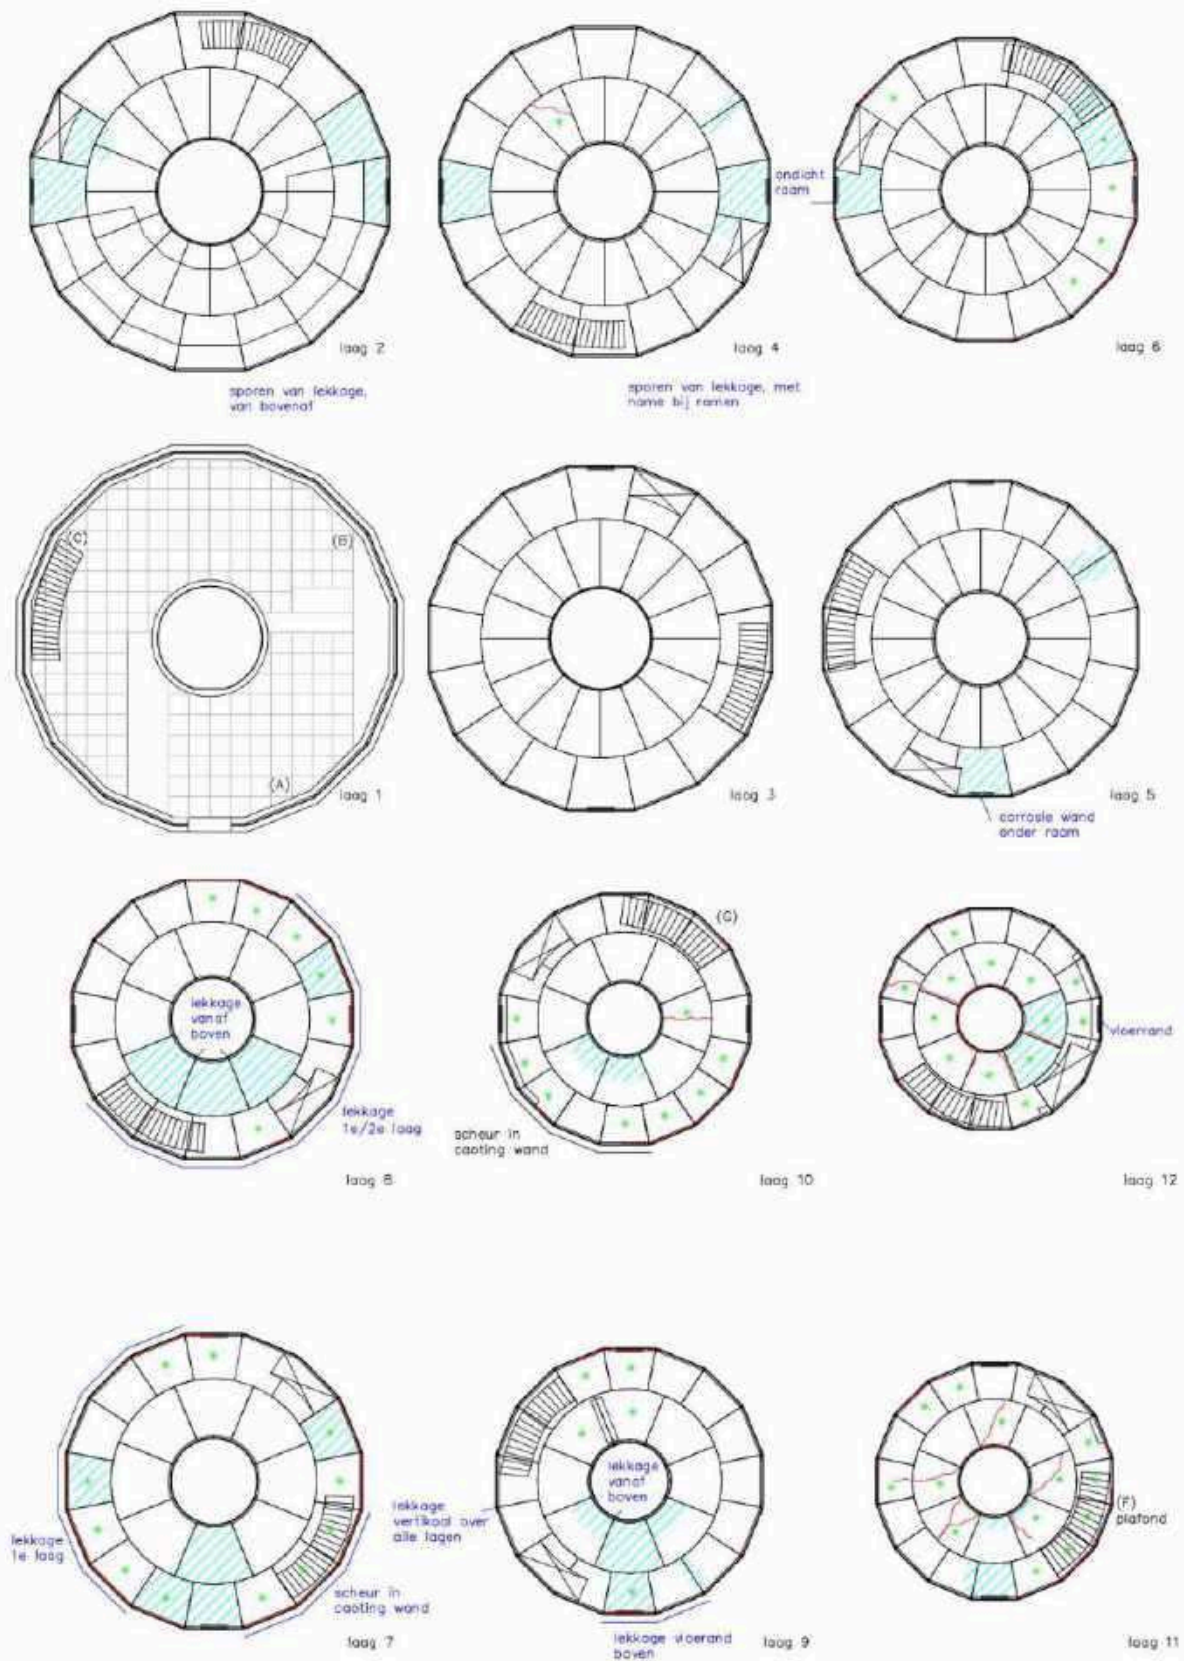 laag 2
sporen van lekkage,
van bovenaf
laag 4
sporen van lekkage, met
name bij ramen
ondicht
raam
laag 6
(C)
(B)
(A)
laag 1
laag 3
laag 5
corrosie wand
onder raam
lekkage
vanaf
boven
lekkage
1e/2e laag
laag 8
(G)
scheur in
caoting wand
laag 10
vloerrand
laag 12
lekkage
1e laag
scheur in
caoting wand
laag 7
lekkage
vanaf
boven
lekkage
vertikaal over
alle lagen
lekkage vloerrand
boven
laag 9
(F)
plafond
laag 11